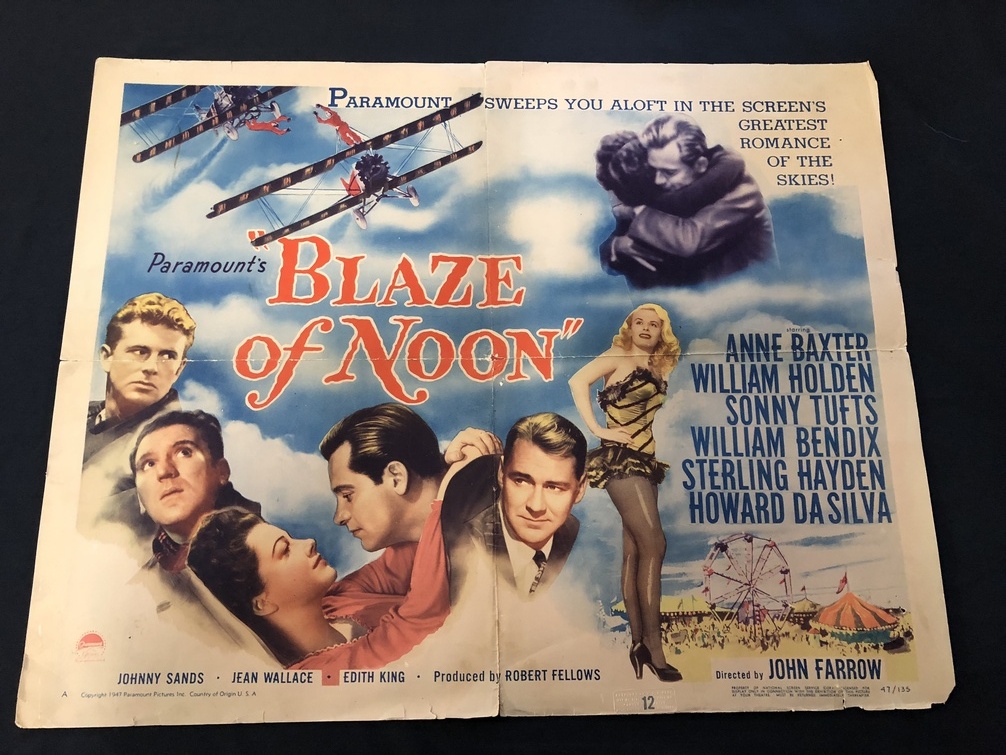 PARAMOUNT SWEEPS YOU ALOFT IN THE SCREEN'S
GREATEST
ROMANCE
OF THE
SKIES!
Paramount's
"BLAZE
of NOON"
starring
ANNE BAXTER
WILLIAM HOLDEN
SONNY TUFTS
WILLIAM BENDIX
STERLING HAYDEN
HOWARD DA SILVA
JOHNNY SANDS · JEAN WALLACE · EDITH KING · Produced by ROBERT FELLOWS
Directed by JOHN FARROW
A Copyright 1947 Paramount Pictures Inc. Country of Origin U. S. A
47/135
12